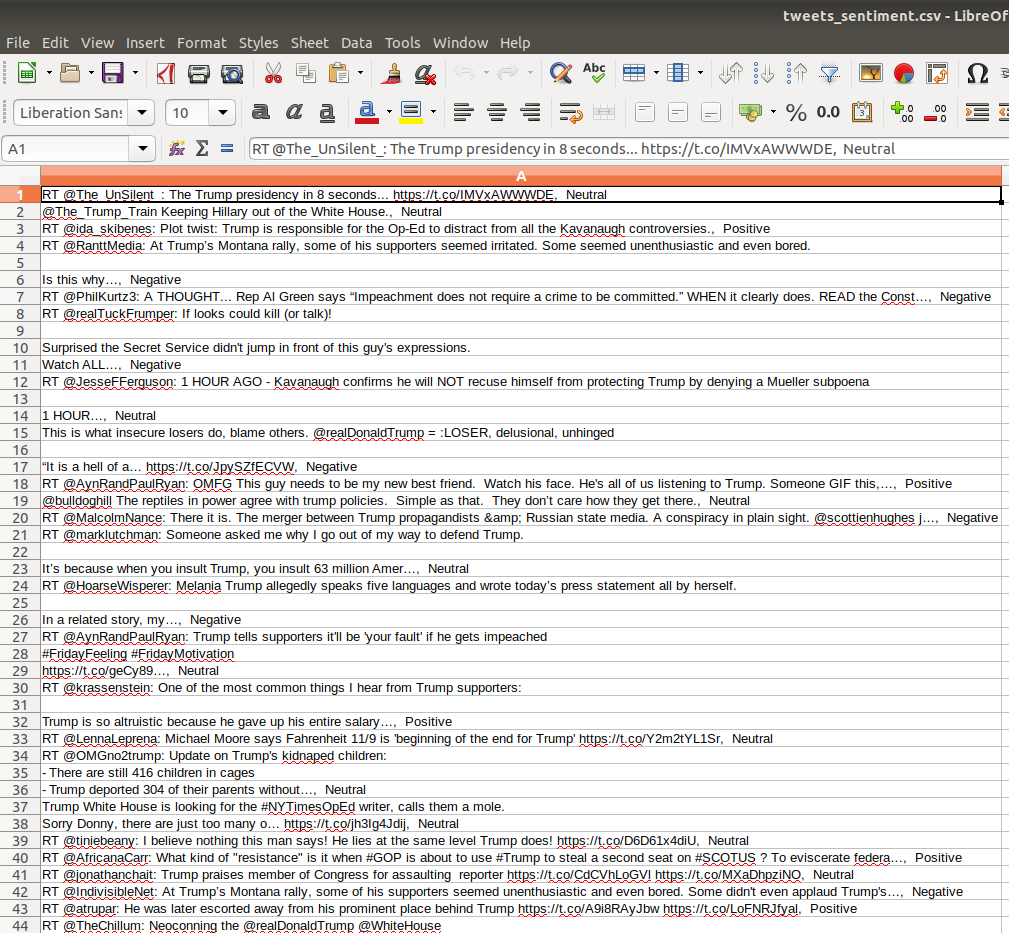 tweets_sentiment.csv - LibreOf
File Edit View Insert Format Styles Sheet Data Tools Window Help
Liberation Sans 10
A1 RT @The_UnSilent_: The Trump presidency in 8 seconds... https://t.co/IMVxAWWWDE, Neutral
A
1 RT @The_UnSilent_: The Trump presidency in 8 seconds... https://t.co/IMVxAWWWDE, Neutral
2 @The_Trump_Train Keeping Hillary out of the White House., Neutral
3 RT @ida_skibenes: Plot twist: Trump is responsible for the Op-Ed to distract from all the Kavanaugh controversies., Positive
4 RT @RanttMedia: At Trump’s Montana rally, some of his supporters seemed irritated. Some seemed unenthusiastic and even bored.
5
6 Is this why…, Negative
7 RT @PhilKurtz3: A THOUGHT… Rep Al Green says “Impeachment does not require a crime to be committed.” WHEN it clearly does. READ the Const…, Negative
8 RT @realTuckFrumper: If looks could kill (or talk)!
9
10 Surprised the Secret Service didn't jump in front of this guy's expressions.
11 Watch ALL…, Negative
12 RT @JesseFFerguson: 1 HOUR AGO - Kavanaugh confirms he will NOT recuse himself from protecting Trump by denying a Mueller subpoena
13
14 1 HOUR…, Neutral
15 This is what insecure losers do, blame others. @realDonaldTrump = :LOSER, delusional, unhinged
16
17 “It is a hell of a… https://t.co/JpySZfECVW, Negative
18 RT @AynRandPaulRyan: OMFG This guy needs to be my new best friend.  Watch his face. He's all of us listening to Trump. Someone GIF this,…, Positive
19 @bulldoghill The reptiles in power agree with trump policies.  Simple as that.  They don’t care how they get there., Neutral
20 RT @MalcolmNance: There it is. The merger between Trump propagandists &amp; Russian state media. A conspiracy in plain sight. @scottienhughes j…, Negative
21 RT @marklutchman: Someone asked me why I go out of my way to defend Trump.
22
23 It’s because when you insult Trump, you insult 63 million Amer…, Neutral
24 RT @HoarseWisperer: Melania Trump allegedly speaks five languages and wrote today’s press statement all by herself.
25
26 In a related story, my…, Negative
27 RT @AynRandPaulRyan: Trump tells supporters it'll be 'your fault' if he gets impeached
28 #FridayFeeling #FridayMotivation
29 https://t.co/geCy89…, Neutral
30 RT @krassenstein: One of the most common things I hear from Trump supporters:
31
32 Trump is so altruistic because he gave up his entire salary…, Positive
33 RT @LennaLeprena: Michael Moore says Fahrenheit 11/9 is 'beginning of the end for Trump' https://t.co/Y2m2tYL1Sr, Neutral
34 RT @OMGno2trump: Update on Trump's kidnaped children:
35 - There are still 416 children in cages
36 - Trump deported 304 of their parents without…, Neutral
37 Trump White House is looking for the #NYTimesOpEd writer, calls them a mole.
38 Sorry Donny, there are just too many o… https://t.co/jh3Ig4Jdij, Neutral
39 RT @tiniebeany: I believe nothing this man says! He lies at the same level Trump does! https://t.co/D6D61x4diU, Neutral
40 RT @AfricanaCarr: What kind of "resistance" is it when #GOP is about to use #Trump to steal a second seat on #SCOTUS ? To eviscerate federa…, Positive
41 RT @jonathanchait: Trump praises member of Congress for assaulting  reporter https://t.co/CdCVhLoGVI https://t.co/MXaDhpziNO, Neutral
42 RT @IndivisibleNet: At Trump’s Montana rally, some of his supporters seemed unenthusiastic and even bored. Some didn't even applaud Trump's…, Negative
43 RT @atrupar: He was later escorted away from his prominent place behind Trump https://t.co/A9i8RAyJbw https://t.co/LoFNRJfyal, Positive
44 RT @TheChillum: Neoconning the @realDonaldTrump @WhiteHouse